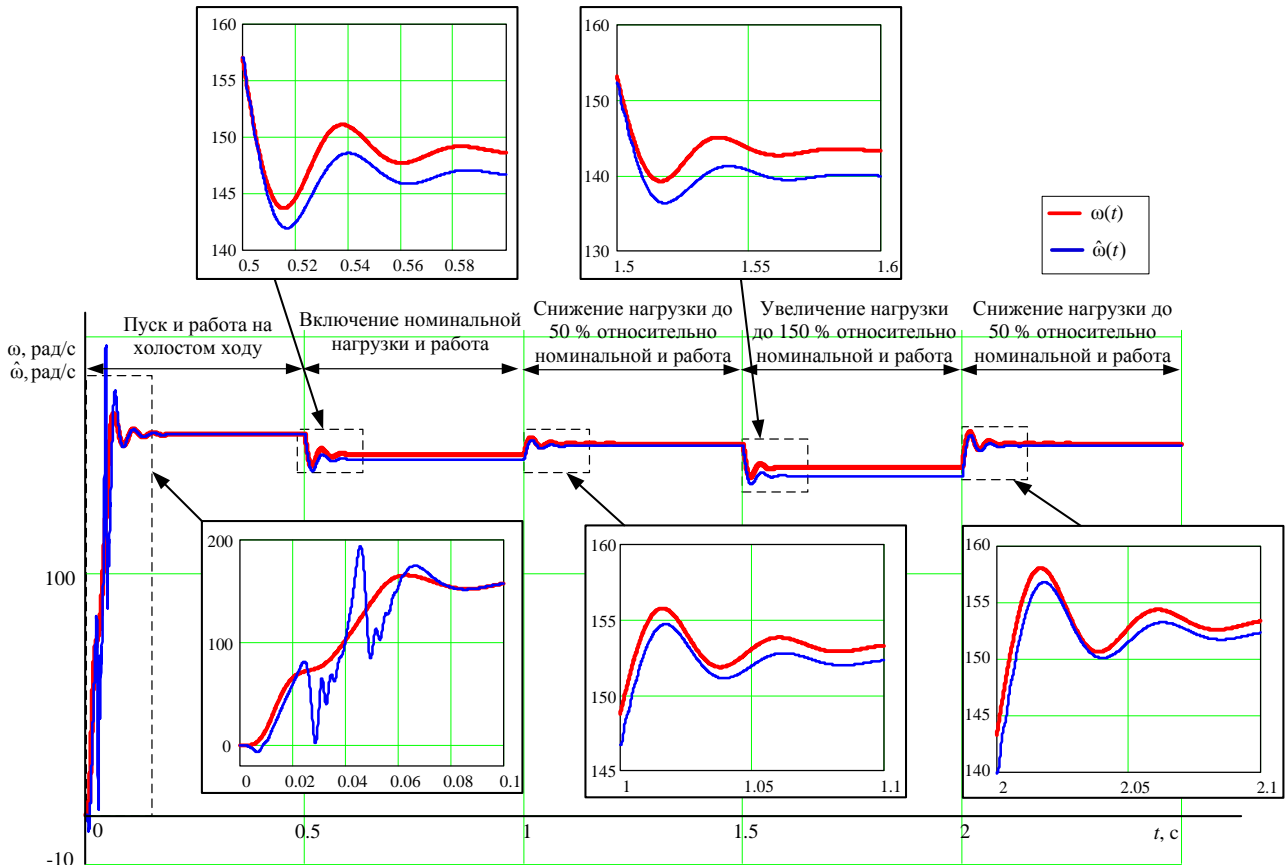 160
155
150
145
140
0.5
0.52
0.54
0.56
0.58
160
150
140
130
1.5
1.55
1.6
ω(t)
ω̂(t)
ω, рад/с
ω̂, рад/с
Пуск и работа на
холостом ходу
Включение номинальной
нагрузки и работа
Снижение нагрузки до
50 % относительно
номинальной и работа
Увеличение нагрузки
до 150 % относительно
номинальной и работа
Снижение нагрузки до
50 % относительно
номинальной и работа
200
100
0
0
0.02
0.04
0.06
0.08
0.1
160
155
150
145
1
1.05
1.1
160
155
150
145
140
2
2.05
2.1
100
-10
0
0.5
1
1.5
2
t, с